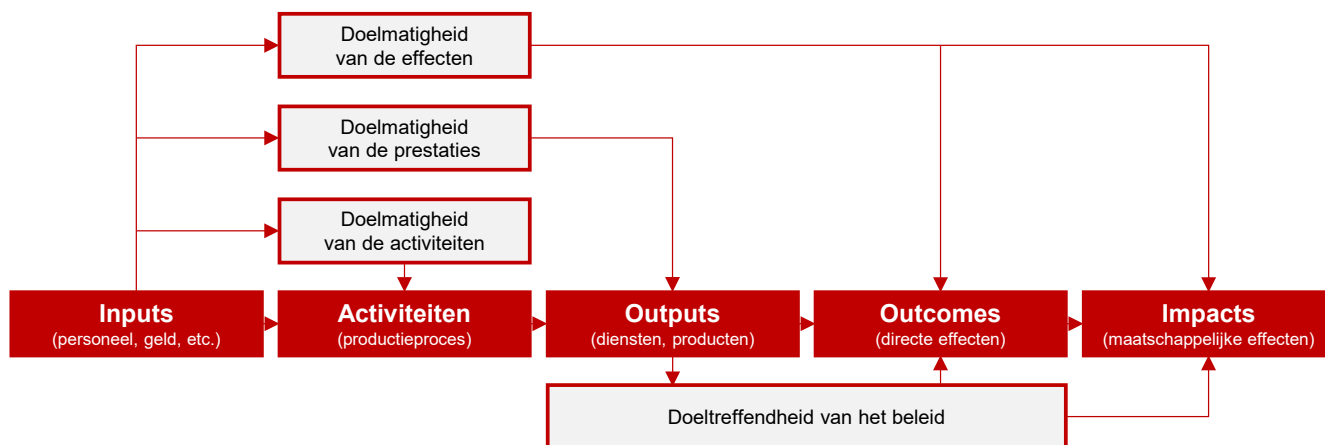 Doelmatigheid
van de effecten
Doelmatigheid
van de prestaties
Doelmatigheid
van de activiteiten
Inputs
(personeel, geld, etc.)
Activiteiten
(productieproces)
Outputs
(diensten, producten)
Outcomes
(directe effecten)
Impacts
(maatschappelijke effecten)
Doeltreffendheid van het beleid